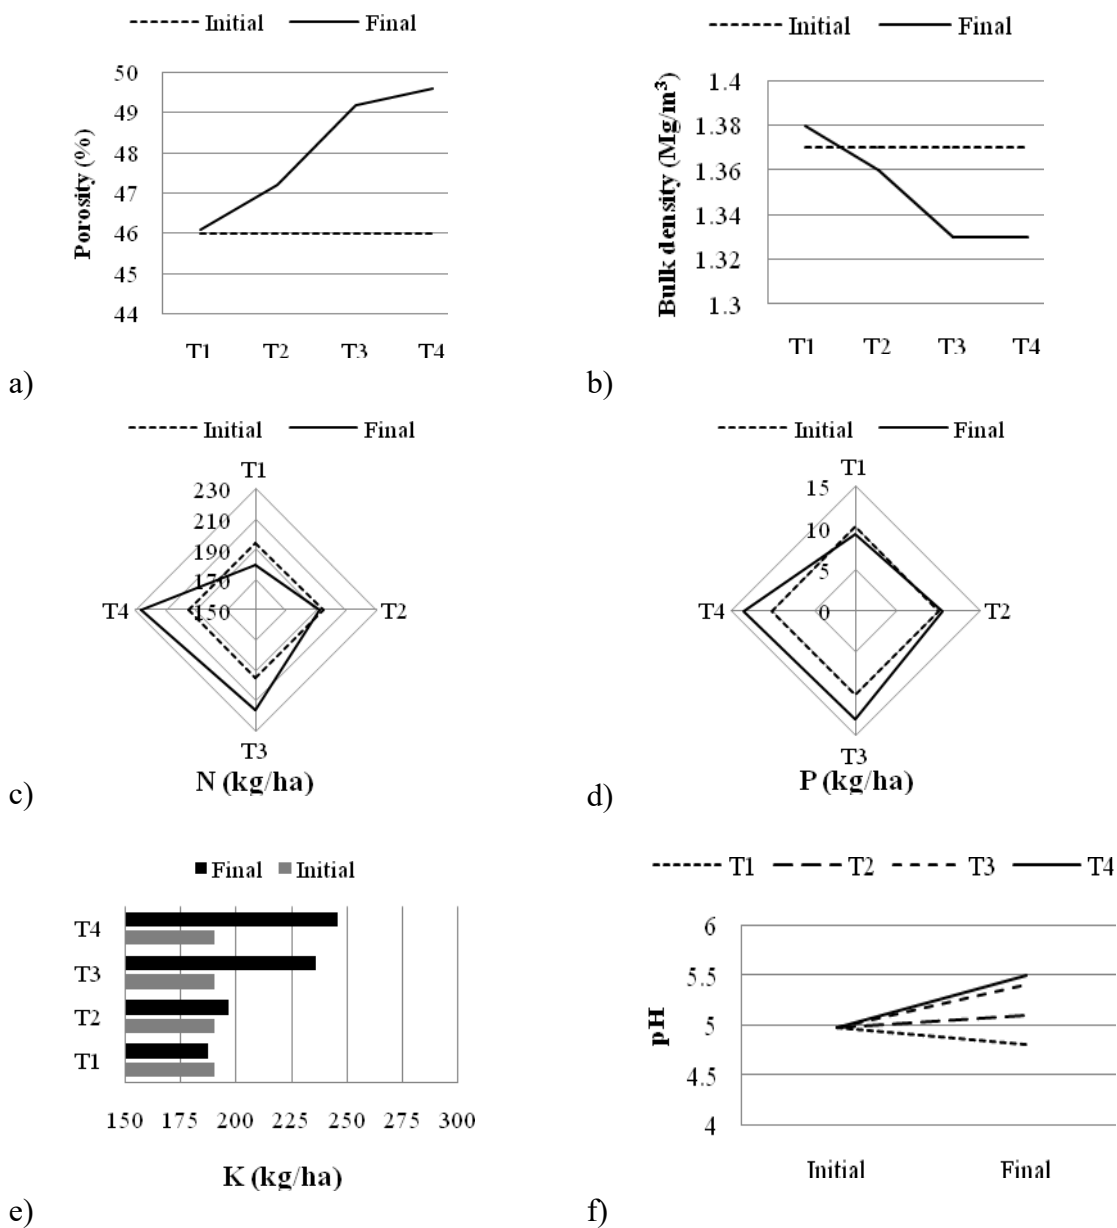 Initial Final
Porosity (%)
50
49
48
47
46
45
44
T1 T2 T3 T4
a)
Initial Final
Bulk density (Mg/m³)
1.4
1.38
1.36
1.34
1.32
1.3
T1 T2 T3 T4
b)
Initial Final
T1
230
210
190
170
150
T4 T2
T3
N (kg/ha)
c)
Initial Final
T1
15
10
5
0
T4 T2
T3
P (kg/ha)
d)
Final Initial
T4
T3
T2
T1
150 175 200 225 250 275 300
K (kg/ha)
e)
T1 T2 T3 T4
pH
6
5.5
5
4.5
4
Initial Final
f)